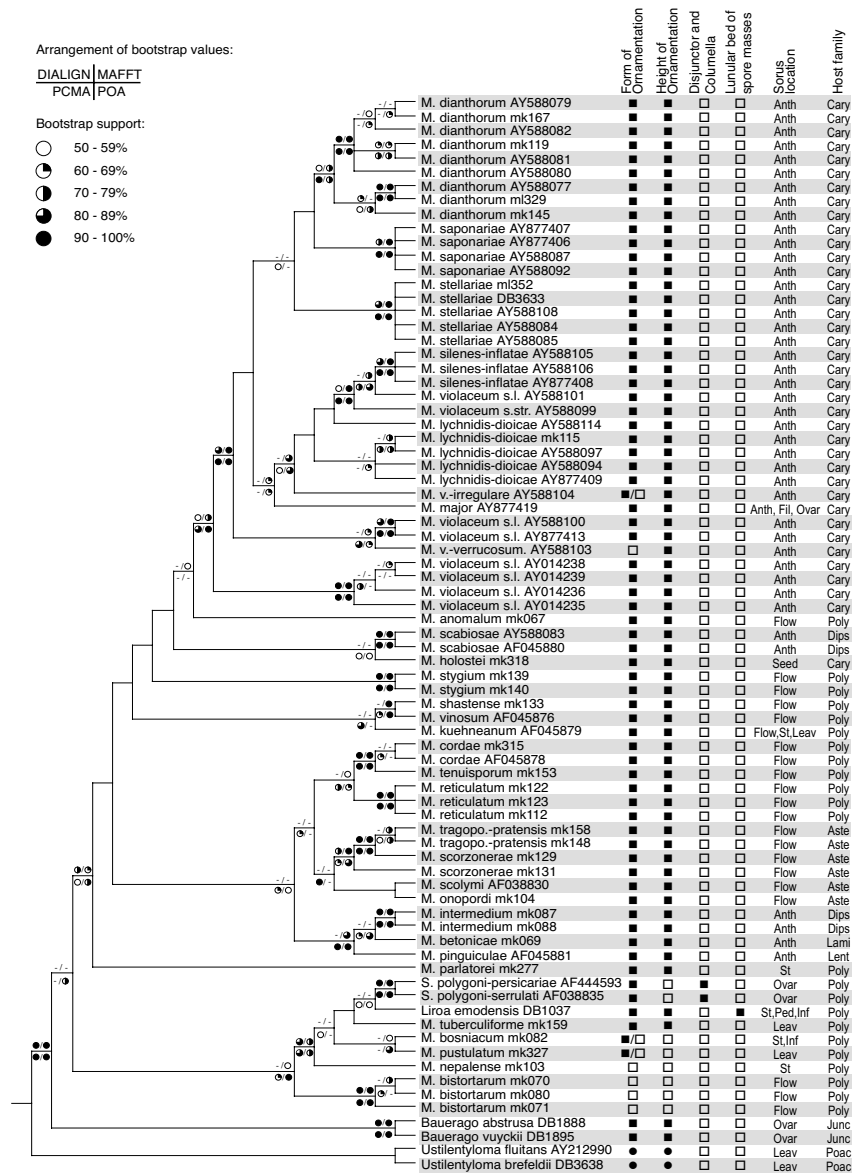 Arrangement of bootstrap values:
DIALIGN MAFFT
PCMA POA
Bootstrap support:
50 - 59%
60 - 69%
70 - 79%
80 - 89%
90 - 100%
Form of Ornamentation
Height of Ornamentation
Disjunctor and Columella
Lunular bed of spore masses
Sorus location
Host family
M. dianthorum AY588079 Anth Cary
M. dianthorum mk167 Anth Cary
M. dianthorum AY588082 Anth Cary
M. dianthorum mk119 Anth Cary
M. dianthorum AY588081 Anth Cary
M. dianthorum AY588080 Anth Cary
M. dianthorum AY588077 Anth Cary
M. dianthorum ml329 Anth Cary
M. dianthorum mk145 Anth Cary
M. saponariae AY877407 Anth Cary
M. saponariae AY877406 Anth Cary
M. saponariae AY588087 Anth Cary
M. saponariae AY588092 Anth Cary
M. stellariae ml352 Anth Cary
M. stellariae DB3633 Anth Cary
M. stellariae AY588108 Anth Cary
M. stellariae AY588084 Anth Cary
M. stellariae AY588085 Anth Cary
M. silenes-inflatae AY588105 Anth Cary
M. silenes-inflatae AY588106 Anth Cary
M. silenes-inflatae AY877408 Anth Cary
M. violaceum s.l. AY588101 Anth Cary
M. violaceum s.str. AY588099 Anth Cary
M. lychnidis-dioicae AY588114 Anth Cary
M. lychnidis-dioicae mk115 Anth Cary
M. lychnidis-dioicae AY588097 Anth Cary
M. lychnidis-dioicae AY588094 Anth Cary
M. lychnidis-dioicae AY877409 Anth Cary
M. v.-irregulare AY588104 Anth Cary
M. major AY877419 Anth, Fil, Ovar Cary
M. violaceum s.l. AY588100 Anth Cary
M. violaceum s.l. AY877413 Anth Cary
M. v.-verrucosum. AY588103 Anth Cary
M. violaceum s.l. AY014238 Anth Cary
M. violaceum s.l. AY014239 Anth Cary
M. violaceum s.l. AY014236 Anth Cary
M. violaceum s.l. AY014235 Anth Cary
M. anomalum mk067 Flow Poly
M. scabiosae AY588083 Anth Dips
M. scabiosae AF045880 Anth Dips
M. holostei mk318 Seed Cary
M. stygium mk139 Flow Poly
M. stygium mk140 Flow Poly
M. shastense mk133 Flow Poly
M. vinosum AF045876 Flow Poly
M. kuehneanum AF045879 Flow,St,Leav Poly
M. cordae mk315 Flow Poly
M. cordae AF045878 Flow Poly
M. tenuisporum mk153 Flow Poly
M. reticulatum mk122 Flow Poly
M. reticulatum mk123 Flow Poly
M. reticulatum mk112 Flow Poly
M. tragopo.-pratensis mk158 Flow Aste
M. tragopo.-pratensis mk148 Flow Aste
M. scorzonerae mk129 Flow Aste
M. scorzonerae mk131 Flow Aste
M. scolymi AF038830 Flow Aste
M. onopordi mk104 Flow Aste
M. intermedium mk087 Anth Dips
M. intermedium mk088 Anth Dips
M. betonicae mk069 Anth Lami
M. pinguiculae AF045881 Anth Lent
M. parlatorei mk277 St Poly
S. polygoni-persicariae AF444593 Ovar Poly
S. polygoni-serrulati AF038835 Ovar Poly
Liroa emodensis DB1037 St,Ped,Inf Poly
M. tuberculiforme mk159 Leav Poly
M. bosniacum mk082 St,Inf Poly
M. pustulatum mk327 Leav Poly
M. nepalense mk103 St Poly
M. bistortarum mk070 Flow Poly
M. bistortarum mk080 Flow Poly
M. bistortarum mk071 Flow Poly
Bauerago abstrusa DB1888 Ovar Junc
Bauerago vuyckii DB1895 Ovar Junc
Ustilentyloma fluitans AY212990 Leav Poac
Ustilentyloma brefeldii DB3638 Leav Poac